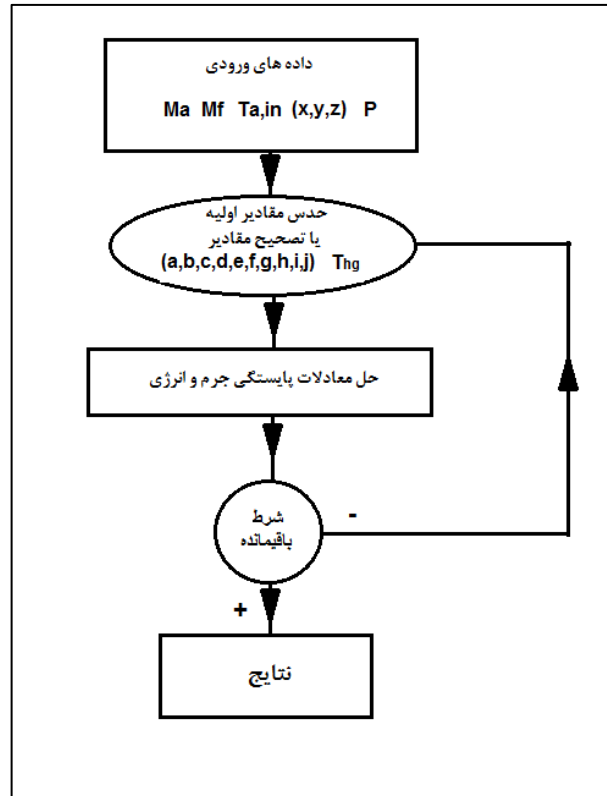 داده های ورودی
Ma Mf Ta,in (x,y,z) P
حدس مقادیر اولیه
یا تصحیح مقادیر
(a,b,c,d,e,f,g,h,i,j) Thg
حل معادلات پایستگی جرم و انرژی
شرط
باقیمانده
-
+
نتایج